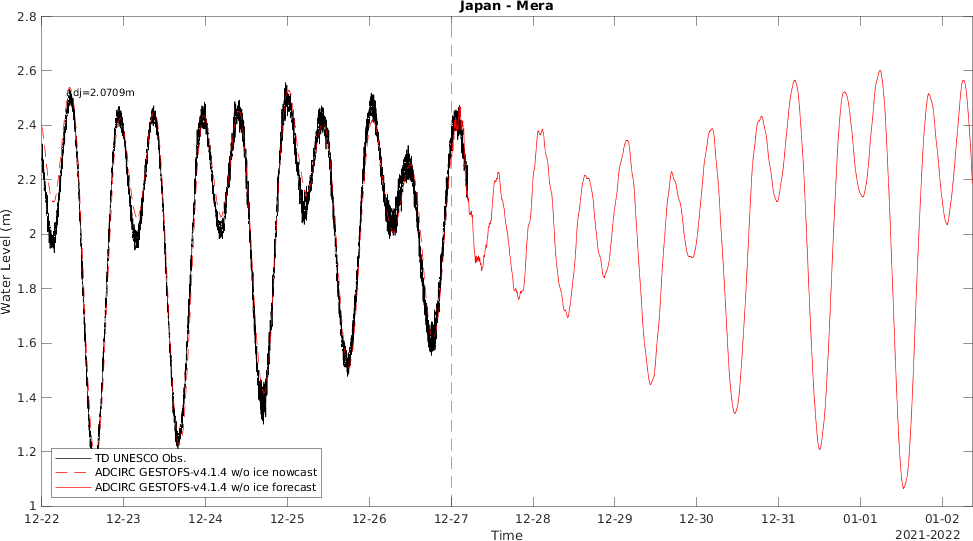 Japan - Mera
2.8
2.6
2.4
2.2
2
1.8
1.6
1.4
1.2
1
Water Level (m)
adj=2.0709m
TD UNESCO Obs.
ADCIRC GESTOFS-v4.1.4 w/o ice nowcast
ADCIRC GESTOFS-v4.1.4 w/o ice forecast
12-22 12-23 12-24 12-25 12-26 12-27 12-28 12-29 12-30 12-31 01-01 01-02
Time
2021-2022